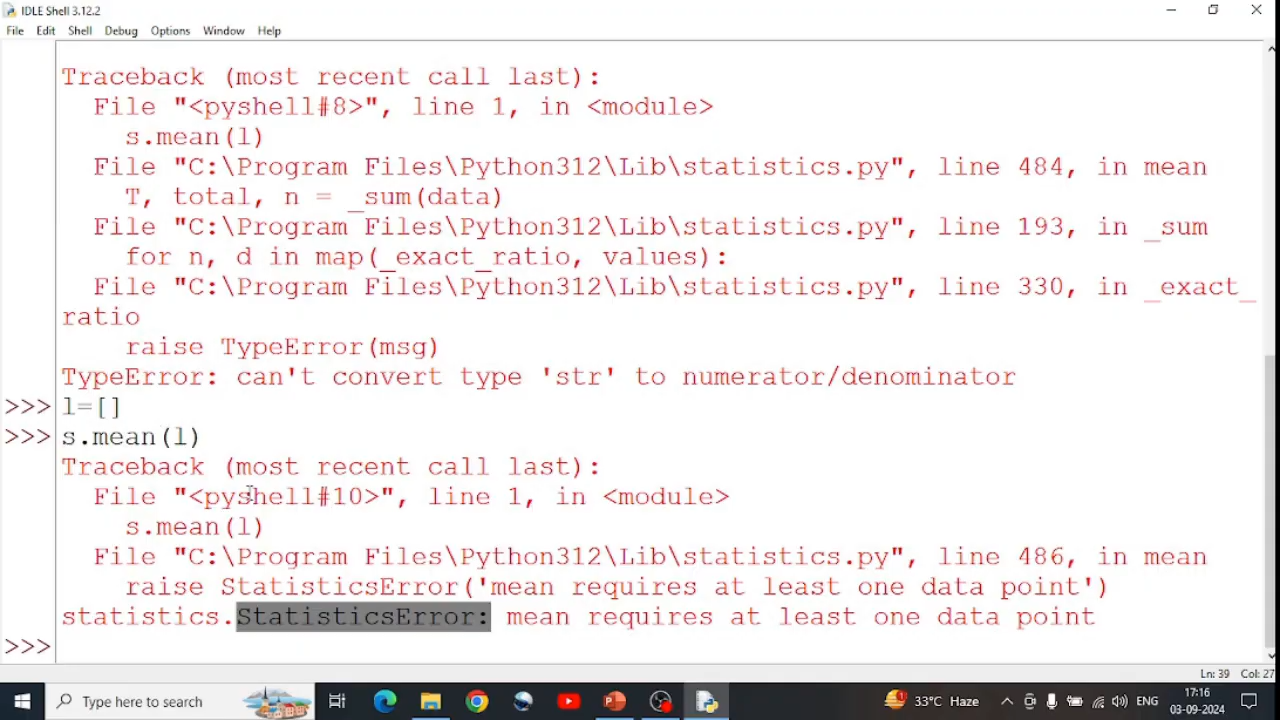 IDLE Shell 3.12.2
File Edit Shell Debug Options Window Help
Traceback (most recent call last):
File "<pyshell#8>", line 1, in <module>
s.mean(l)
File "C:\Program Files\Python312\Lib\statistics.py", line 484, in mean
T, total, n = _sum(data)
File "C:\Program Files\Python312\Lib\statistics.py", line 193, in _sum
for n, d in map(_exact_ratio, values):
File "C:\Program Files\Python312\Lib\statistics.py", line 330, in _exact_
ratio
raise TypeError(msg)
TypeError: can't convert type 'str' to numerator/denominator
>>> l=[]
>>> s.mean(l)
Traceback (most recent call last):
File "<pyshell#10>", line 1, in <module>
s.mean(l)
File "C:\Program Files\Python312\Lib\statistics.py", line 486, in mean
raise StatisticsError('mean requires at least one data point')
statistics.StatisticsError: mean requires at least one data point
>>>
Ln: 39 Col: 27
Type here to search 1 33°C Haze ENG 17:16
03-09-2024